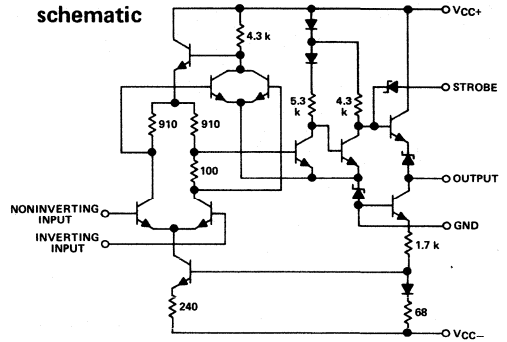 schematic
VCC+
4.3 k
STROBE
5.3
k
4.3
k
910
910
100
OUTPUT
NONINVERTING
INPUT
INVERTING
INPUT
GND
1.7 k
240
68
VCC−